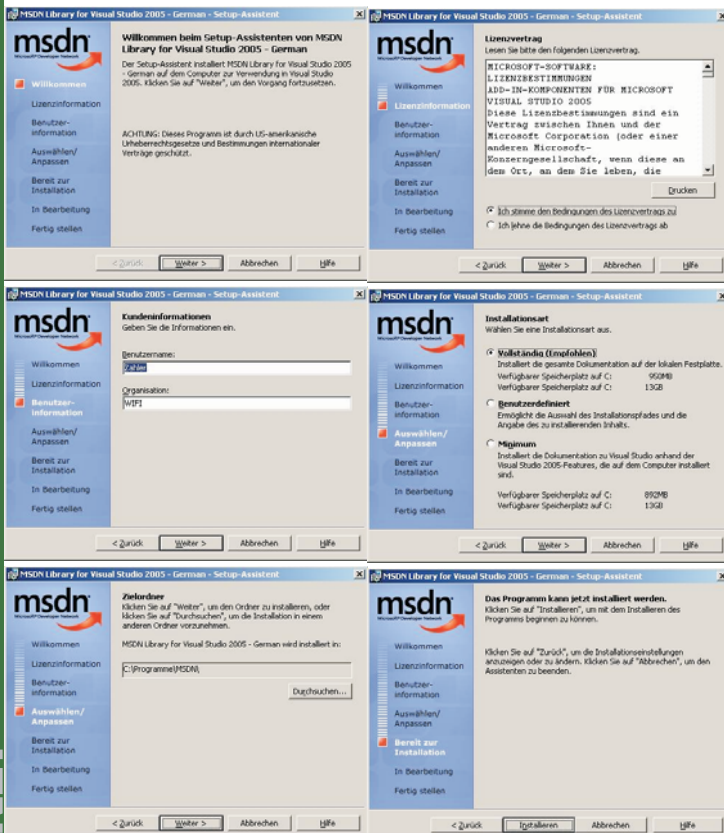 MSDN Library for Visual Studio 2005 - German - Setup-Assistent
msdn
Microsoft Developer Network
Willkommen
Lizenzinformation
Benutzer-
information
Auswählen/
Anpassen
Bereit zur
Installation
In Bearbeitung
Fertig stellen
Willkommen beim Setup-Assistenten von MSDN
Library for Visual Studio 2005 - German
Der Setup-Assistent installiert MSDN Library for Visual Studio 2005
- German auf dem Computer zur Verwendung in Visual Studio
2005. Klicken Sie auf "Weiter", um den Vorgang fortzusetzen.
ACHTUNG: Dieses Programm ist durch US-amerikanische
Urheberrechtsgesetze und Bestimmungen internationaler
Verträge geschützt.
< Zurück
Weiter >
Abbrechen
Hilfe
MSDN Library for Visual Studio 2005 - German - Setup-Assistent
msdn
Microsoft Developer Network
Willkommen
Lizenzinformation
Benutzer-
information
Auswählen/
Anpassen
Bereit zur
Installation
In Bearbeitung
Fertig stellen
Lizenzvertrag
Lesen Sie bitte den folgenden Lizenzvertrag.
MICROSOFT-SOFTWARE:
LIZENZBESTIMMUNGEN
ADD-IN-KOMPONENTEN FÜR MICROSOFT
VISUAL STUDIO 2005
Diese Lizenzbestimmungen sind ein
Vertrag zwischen Ihnen und der
Microsoft Corporation (oder einer
anderen Microsoft-
Konzerngesellschaft, wenn diese an
dem Ort, an dem Sie leben, die
Drucken
Ich stimme den Bedingungen des Lizenzvertrags zu
Ich lehne die Bedingungen des Lizenzvertrags ab
< Zurück
Weiter >
Abbrechen
Hilfe
MSDN Library for Visual Studio 2005 - German - Setup-Assistent
msdn
Microsoft Developer Network
Willkommen
Lizenzinformation
Benutzer-
information
Auswählen/
Anpassen
Bereit zur
Installation
In Bearbeitung
Fertig stellen
Kundeninformationen
Geben Sie die Informationen ein.
Benutzername:
Zahler
Organisation:
WIFI
< Zurück
Weiter >
Abbrechen
Hilfe
MSDN Library for Visual Studio 2005 - German - Setup-Assistent
msdn
Microsoft Developer Network
Willkommen
Lizenzinformation
Benutzer-
information
Auswählen/
Anpassen
Bereit zur
Installation
In Bearbeitung
Fertig stellen
Installationsart
Wählen Sie eine Installationsart aus.
Vollständig (Empfohlen)
Installiert die gesamte Dokumentation auf der lokalen Festplatte.
Verfügbarer Speicherplatz auf C: 950MB
Verfügbarer Speicherplatz auf C: 13GB
Benutzerdefiniert
Ermöglicht die Auswahl des Installationspfades und die
Angabe des zu installierenden Inhalts.
Minimum
Installiert die Dokumentation zu Visual Studio anhand der
Visual Studio 2005-Features, die auf dem Computer installiert
sind.
Verfügbarer Speicherplatz auf C: 892MB
Verfügbarer Speicherplatz auf C: 13GB
< Zurück
Weiter >
Abbrechen
Hilfe
MSDN Library for Visual Studio 2005 - German - Setup-Assistent
msdn
Microsoft Developer Network
Willkommen
Lizenzinformation
Benutzer-
information
Auswählen/
Anpassen
Bereit zur
Installation
In Bearbeitung
Fertig stellen
Zielordner
Klicken Sie auf "Weiter", um den Ordner zu installieren, oder
klicken Sie auf "Durchsuchen", um die Installation in einem
anderen Ordner vorzunehmen.
MSDN Library for Visual Studio 2005 - German wird installiert in:
C:\Programme\MSDN\
Durchsuchen...
< Zurück
Weiter >
Abbrechen
Hilfe
MSDN Library for Visual Studio 2005 - German - Setup-Assistent
msdn
Microsoft Developer Network
Willkommen
Lizenzinformation
Benutzer-
information
Auswählen/
Anpassen
Bereit zur
Installation
In Bearbeitung
Fertig stellen
Das Programm kann jetzt installiert werden.
Klicken Sie auf "Installieren", um mit dem Installieren des
Programms beginnen zu können.
Klicken Sie auf "Zurück", um die Installationseinstellungen
anzuzeigen oder zu ändern. Klicken Sie auf "Abbrechen", um den
Assistenten zu beenden.
< Zurück
Installieren
Abbrechen
Hilfe